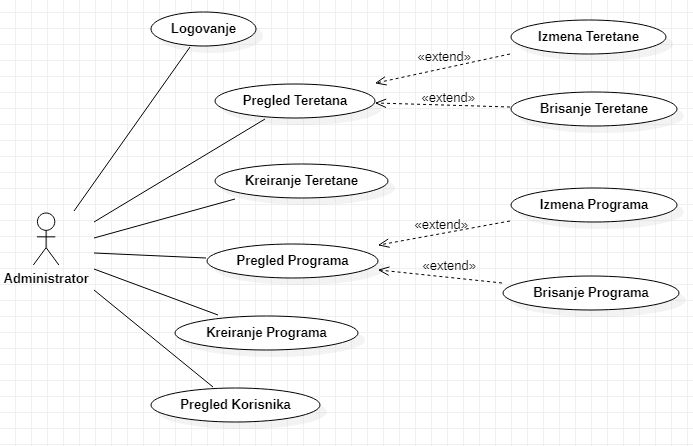 Logovanje
Izmena Teretane
«extend»
Pregled Teretana
«extend»
Brisanje Teretane
Kreiranje Teretane
Izmena Programa
«extend»
Pregled Programa
«extend»
Administrator
Brisanje Programa
Kreiranje Programa
Pregled Korisnika